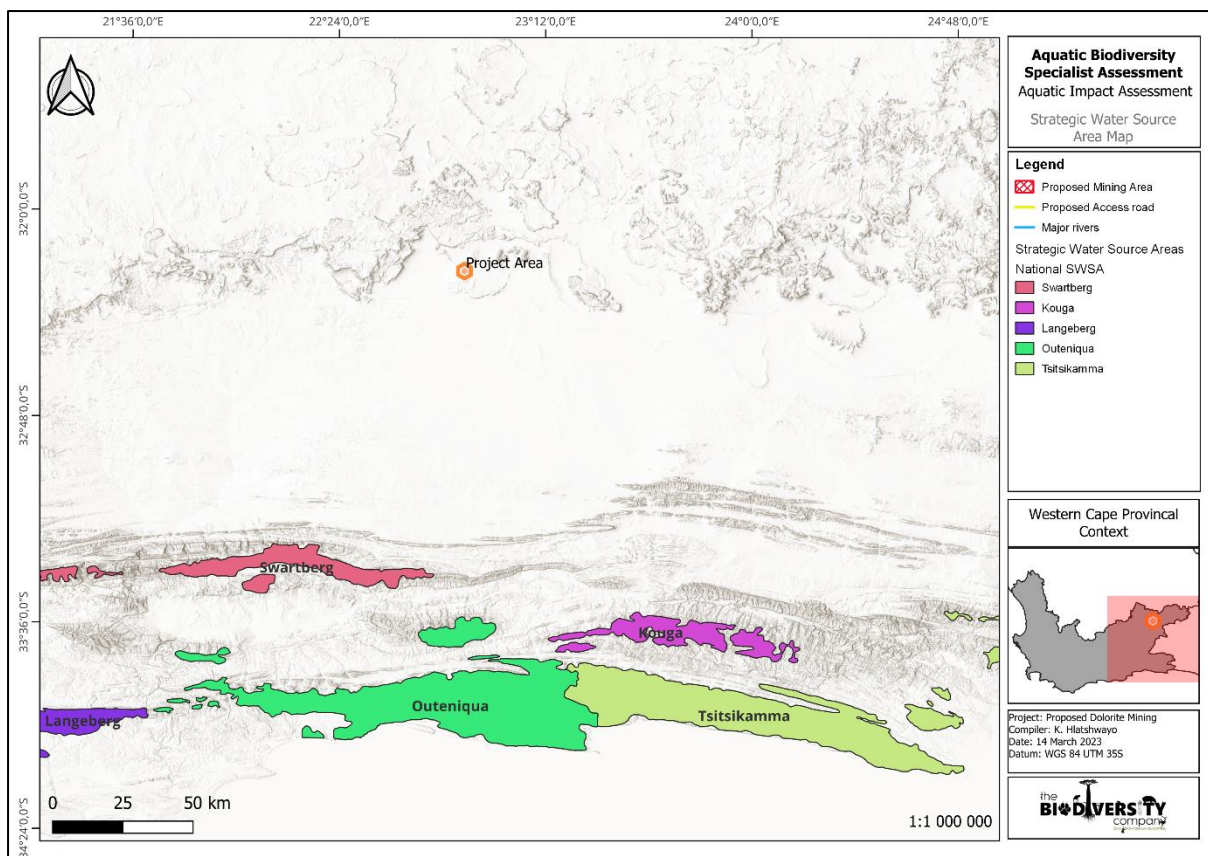 21°36'0,0"E
22°24'0,0"E
23°12'0,0"E
24°0'0,0"E
24°48'0,0"E
32°0'0,0"S
32°48'0,0"S
33°36'0,0"S
34°24'0,0"S
Project Area
Swartberg
Kouga
Langeberg
Outeniqua
Tsitsikamma
0 25 50 km
1:1 000 000
Aquatic Biodiversity
Specialist Assessment
Aquatic Impact Assessment
Strategic Water Source
Area Map
Legend
Proposed Mining Area
Proposed Access road
Major rivers
Strategic Water Source Areas
National SWSA
Swartberg
Kouga
Langeberg
Outeniqua
Tsitsikamma
Western Cape Provincal
Context
Project: Proposed Dolorite Mining
Compiler: K. Hlatshwayo
Date: 14 March 2023
Datum: WGS 84 UTM 35S
the
BIODIVERSITY
company